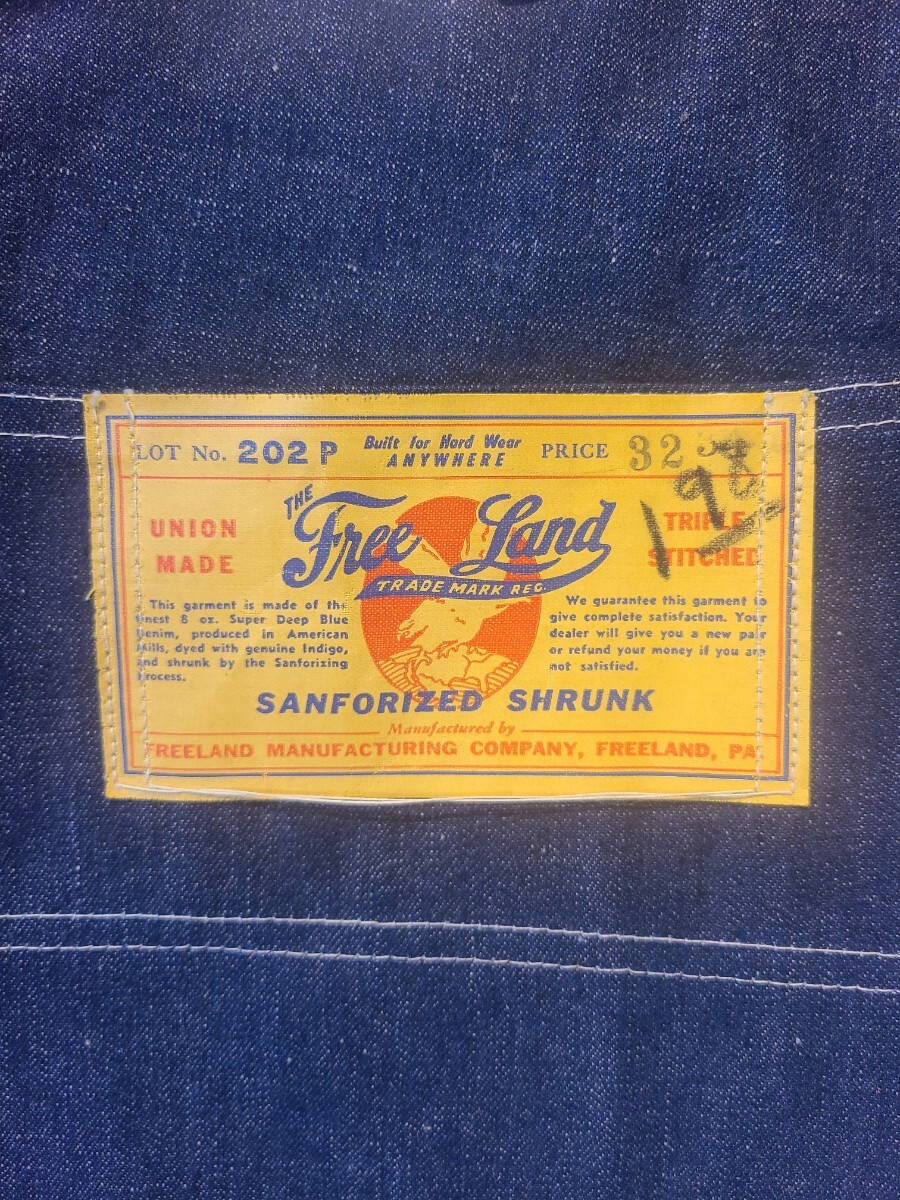 LOT No. 202 P
Built for Hard Wear
ANYWHERE
PRICE 32
198
UNION
MADE
THE
Free Land
TRADE MARK REG.
TRIPLE
STITCHED
This garment is made of the
finest 8 oz. Super Deep Blue
Denim, produced in American
Mills, dyed with genuine Indigo,
and shrunk by the Sanforizing
Process.
We guarantee this garment to
give complete satisfaction. Your
dealer will give you a new pair
or refund your money if you are
not satisfied.
SANFORIZED SHRUNK
Manufactured by
FREELAND MANUFACTURING COMPANY, FREELAND, PA.